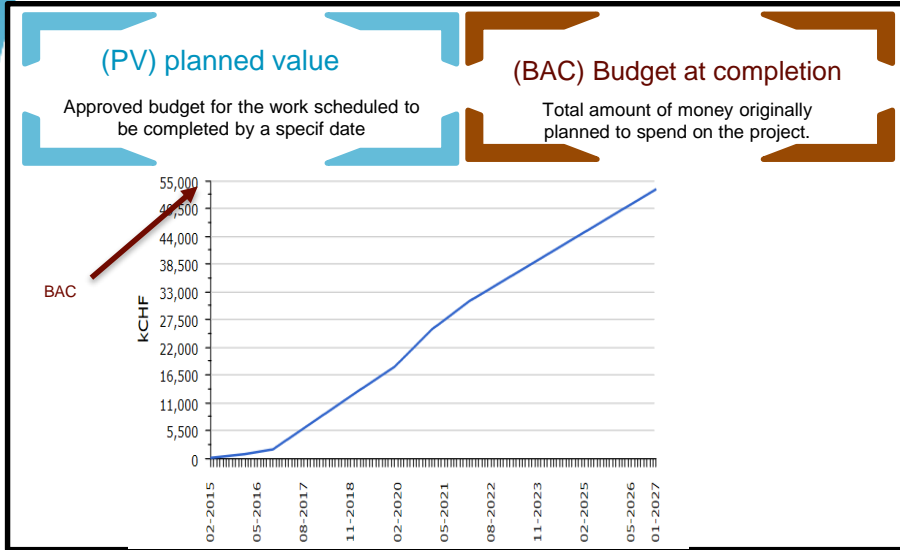 (PV) planned value
Approved budget for the work scheduled to
be completed by a specif date
(BAC) Budget at completion
Total amount of money originally
planned to spend on the project.
BAC
kCHF
55,000
49,500
44,000
38,500
33,000
27,500
22,000
16,500
11,000
5,500
0
02-2015
05-2016
08-2017
11-2018
02-2020
05-2021
08-2022
11-2023
02-2025
05-2026
01-2027